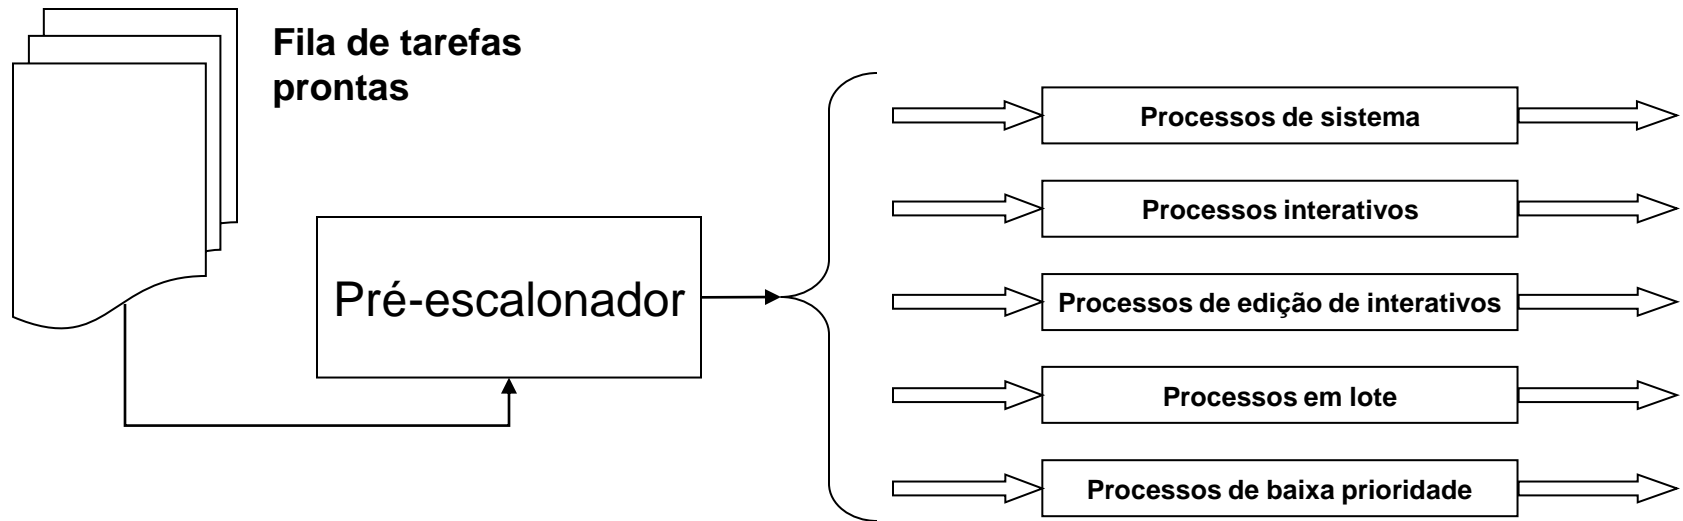 Fila de tarefas
prontas
Pré-escalonador
Processos de sistema
Processos interativos
Processos de edição de interativos
Processos em lote
Processos de baixa prioridade